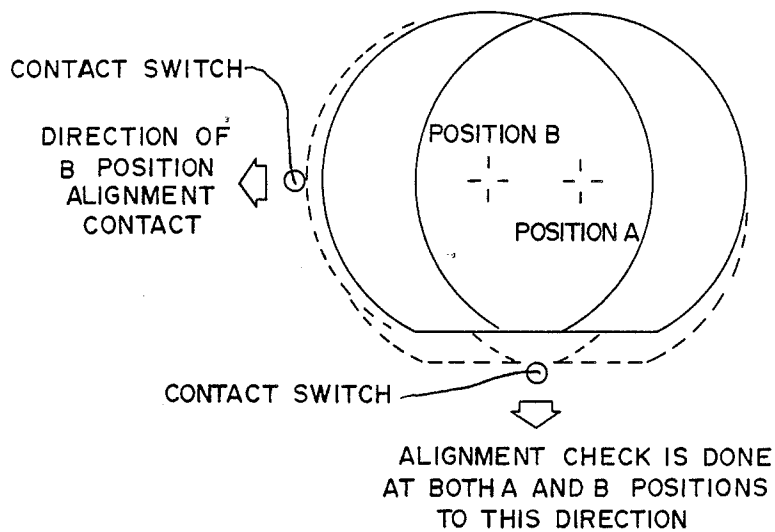 CONTACT SWITCH
DIRECTION OF
B POSITION
ALIGNMENT
CONTACT
POSITION B
POSITION A
CONTACT SWITCH
ALIGNMENT CHECK IS DONE
AT BOTH A AND B POSITIONS
TO THIS DIRECTION